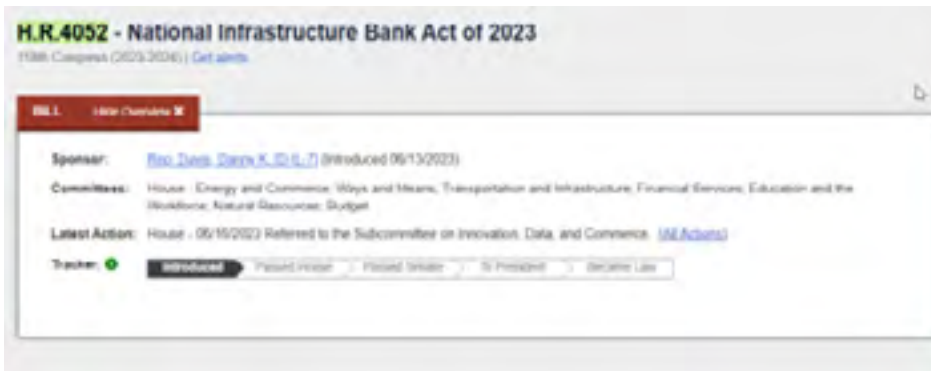 H.R.4052 - National Infrastructure Bank Act of 2023
118th Congress (2023-2024) | Get alerts
BILL Hide Overview ✖
Sponsor: Rep. Davis, Danny K. [D-IL-7] (Introduced 06/13/2023)
Committees: House - Energy and Commerce; Ways and Means; Transportation and Infrastructure; Financial Services; Education and the
Workforce; Natural Resources; Budget
Latest Action: House - 06/16/2023 Referred to the Subcommittee on Innovation, Data, and Commerce. (All Actions)
Tracker: Introduced Passed House Passed Senate To President Became Law